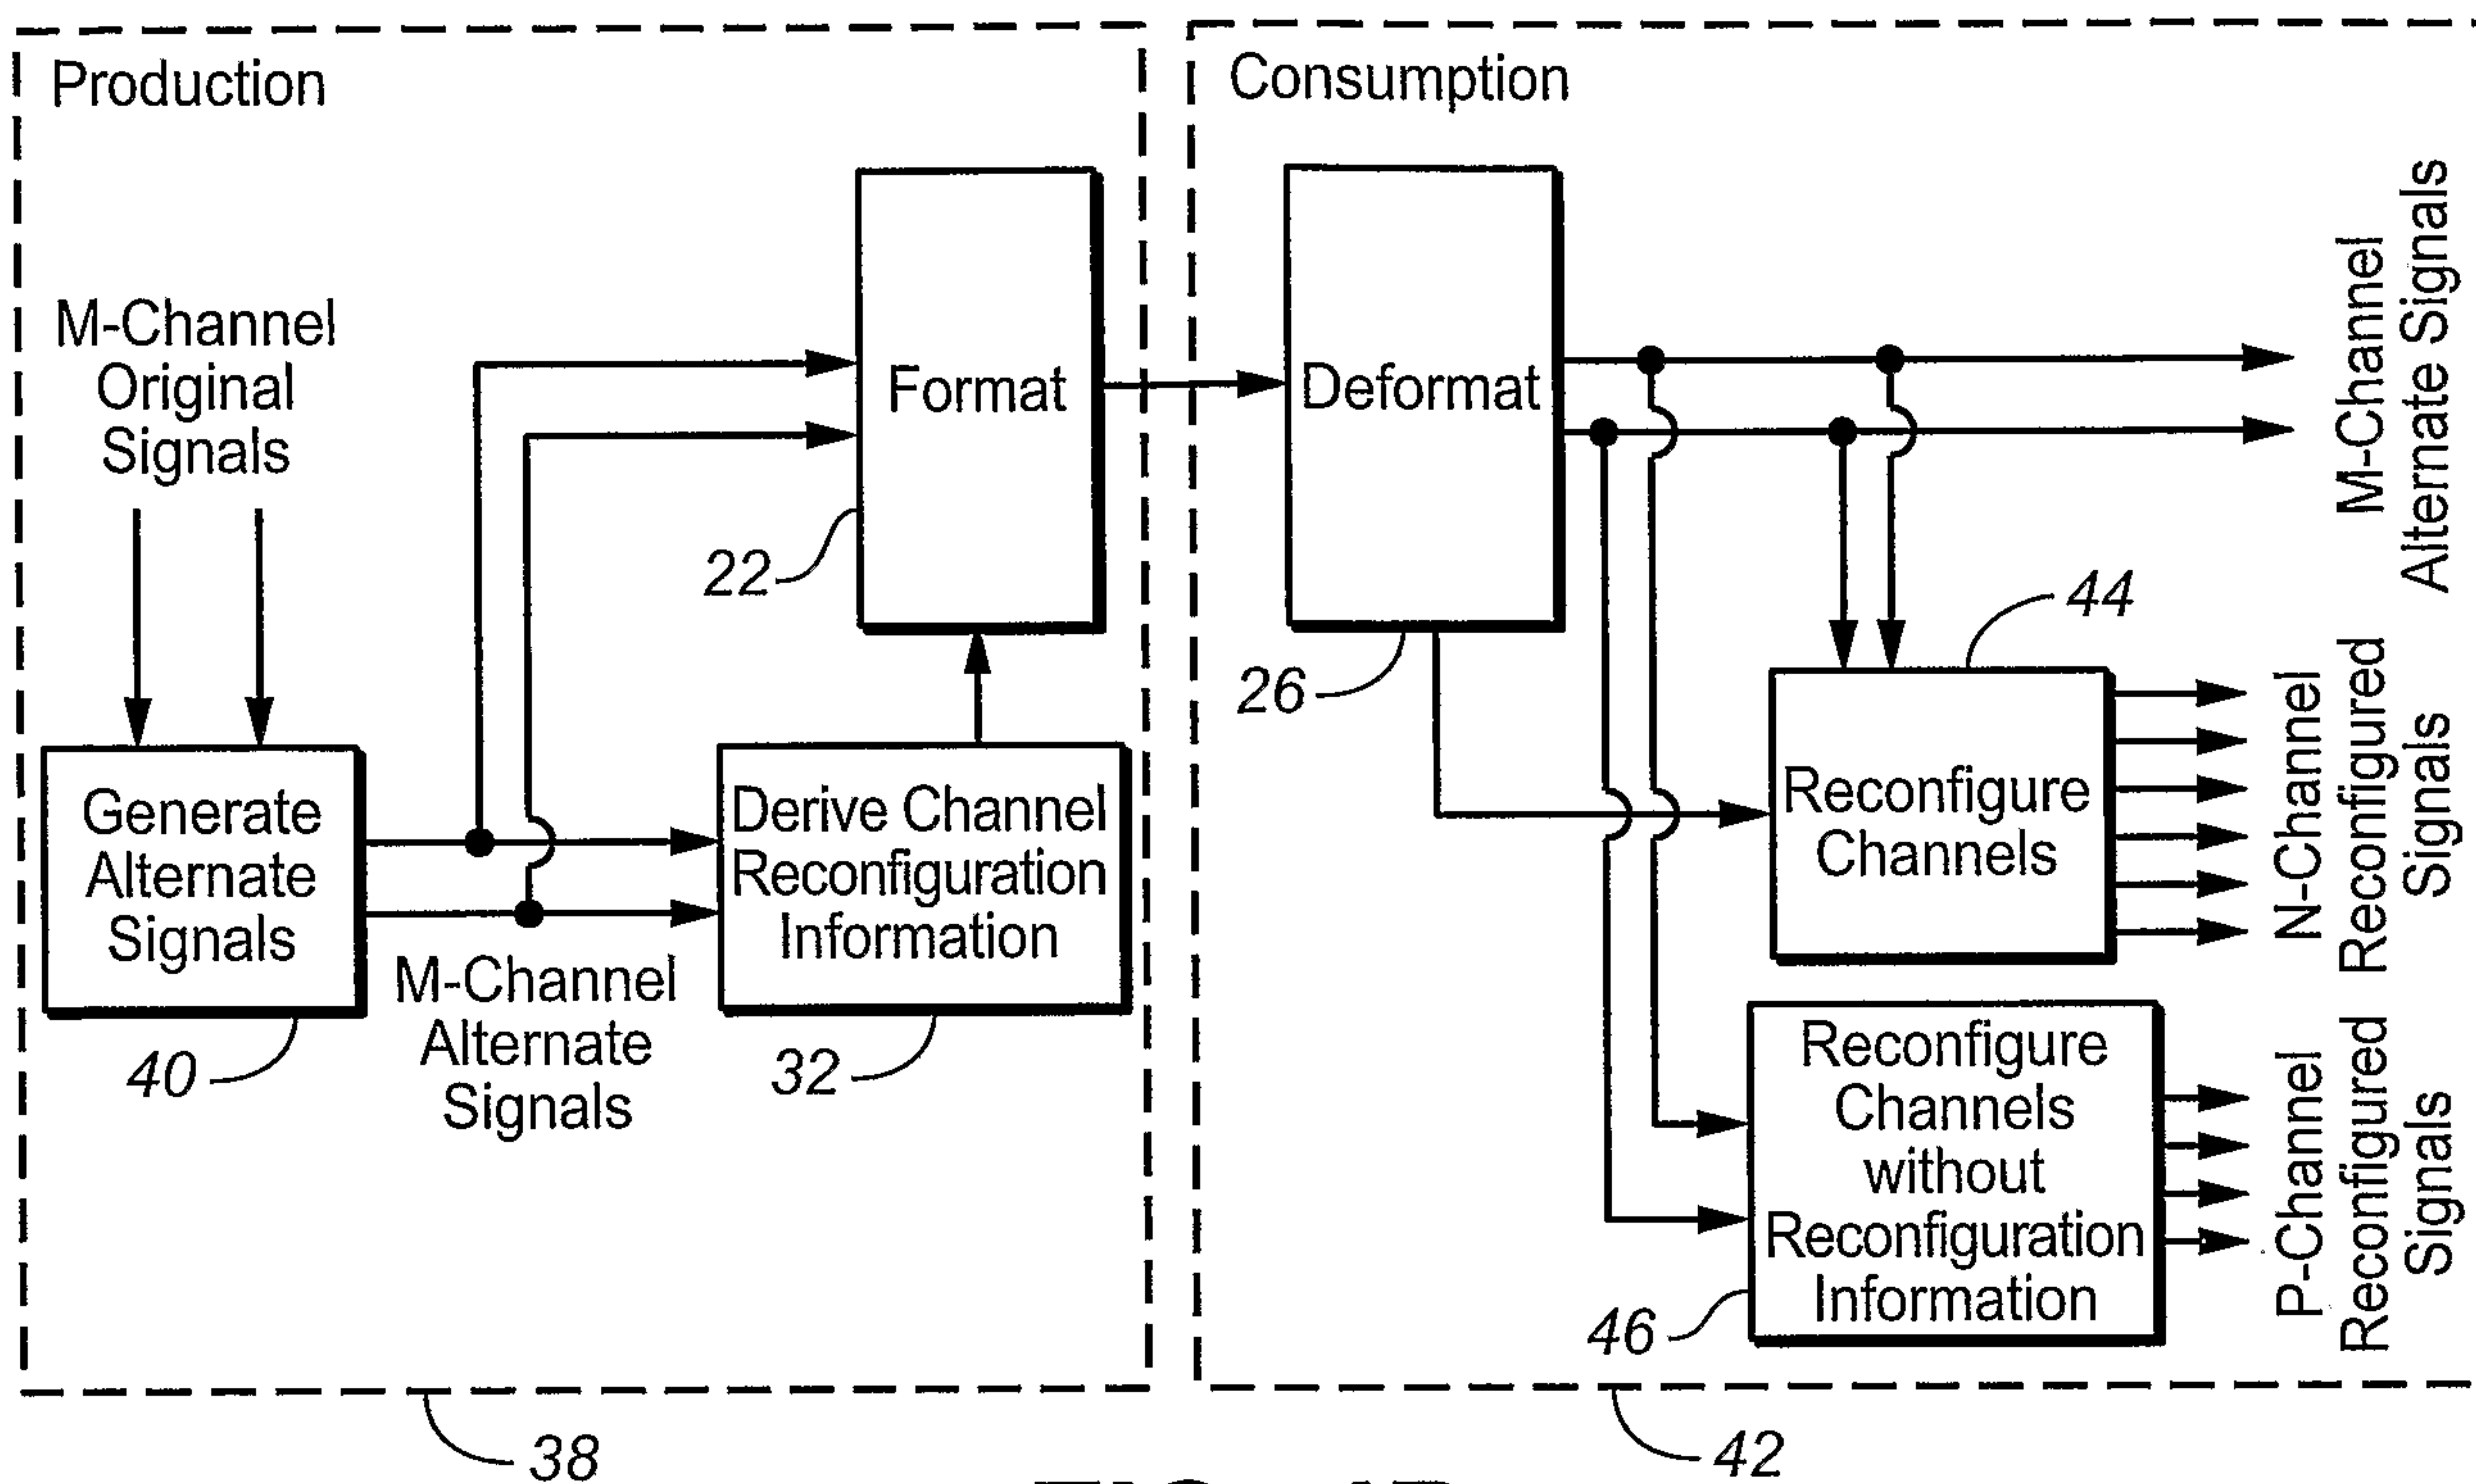 Production
M-Channel
Original
Signals
Generate
Alternate
Signals
40
M-Channel
Alternate
Signals
Format
22
Derive Channel
Reconfiguration
Information
32
38
Consumption
Deformat
26
Reconfigure
Channels
44
Reconfigure
Channels
without
Reconfiguration
Information
46
42
M-Channel
Alternate Signals
N-Channel
Reconfigured
Signals
P-Channel
Reconfigured
Signals